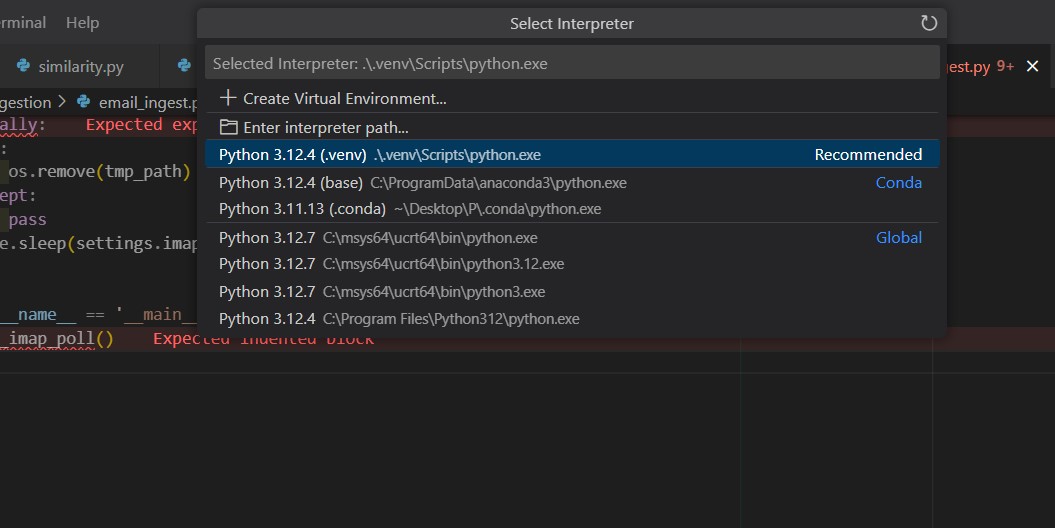 rminal Help
Select Interpreter
similarity.py
est.py 9+
Selected Interpreter: .\.venv\Scripts\python.exe
gestion > email_ingest.p
Create Virtual Environment...
ally: Expected exp
Enter interpreter path...
:
Python 3.12.4 (.venv) .\.venv\Scripts\python.exe Recommended
os.remove(tmp_path)
Python 3.12.4 (base) C:\ProgramData\anaconda3\python.exe Conda
ept:
Python 3.11.13 (.conda) ~\Desktop\P\.conda\python.exe
pass
Python 3.12.7 C:\msys64\ucrt64\bin\python.exe Global
e.sleep(settings.imap
Python 3.12.7 C:\msys64\ucrt64\bin\python3.12.exe
Python 3.12.7 C:\msys64\ucrt64\bin\python3.exe
__name__ == '__main_
Python 3.12.4 C:\Program Files\Python312\python.exe
_imap_poll() Expected indented block